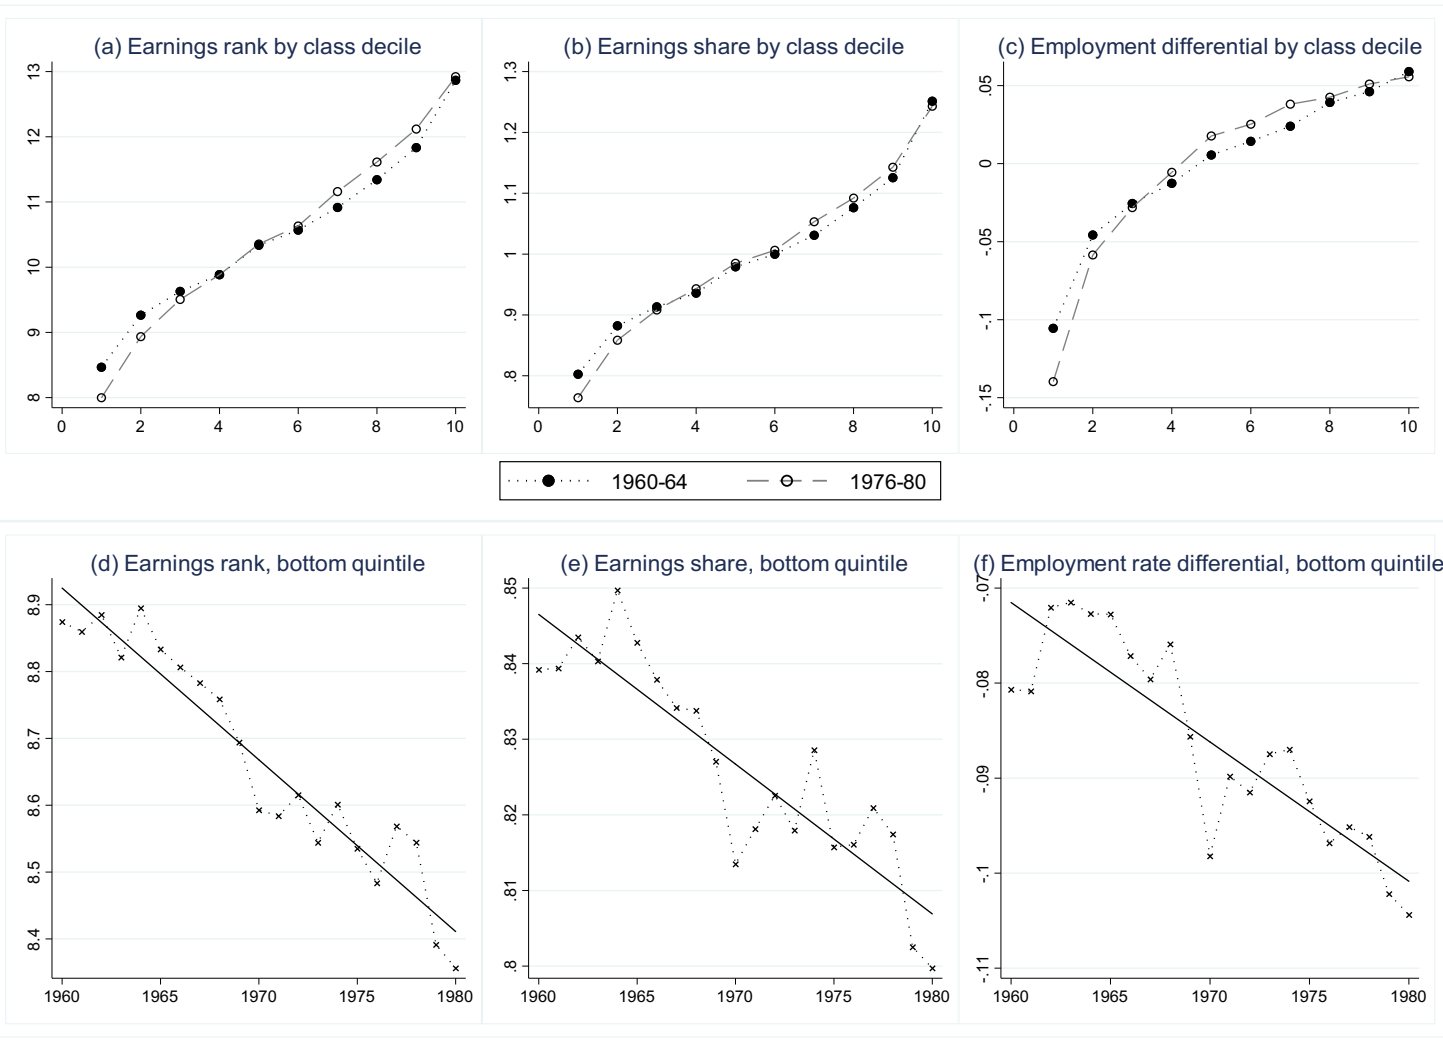 (a) Earnings rank by class decile
13
12
11
10
9
8
0 2 4 6 8 10
(b) Earnings share by class decile
1.3
1.2
1.1
1
.9
.8
0 2 4 6 8 10
(c) Employment differential by class decile
.05
0
-.05
-.1
-.15
0 2 4 6 8 10
1960-64 1976-80
(d) Earnings rank, bottom quintile
8.9
8.8
8.7
8.6
8.5
8.4
1960 1965 1970 1975 1980
(e) Earnings share, bottom quintile
.85
.84
.83
.82
.81
.8
1960 1965 1970 1975 1980
(f) Employment rate differential, bottom quintile
-.07
-.08
-.09
-.1
-.11
1960 1965 1970 1975 1980